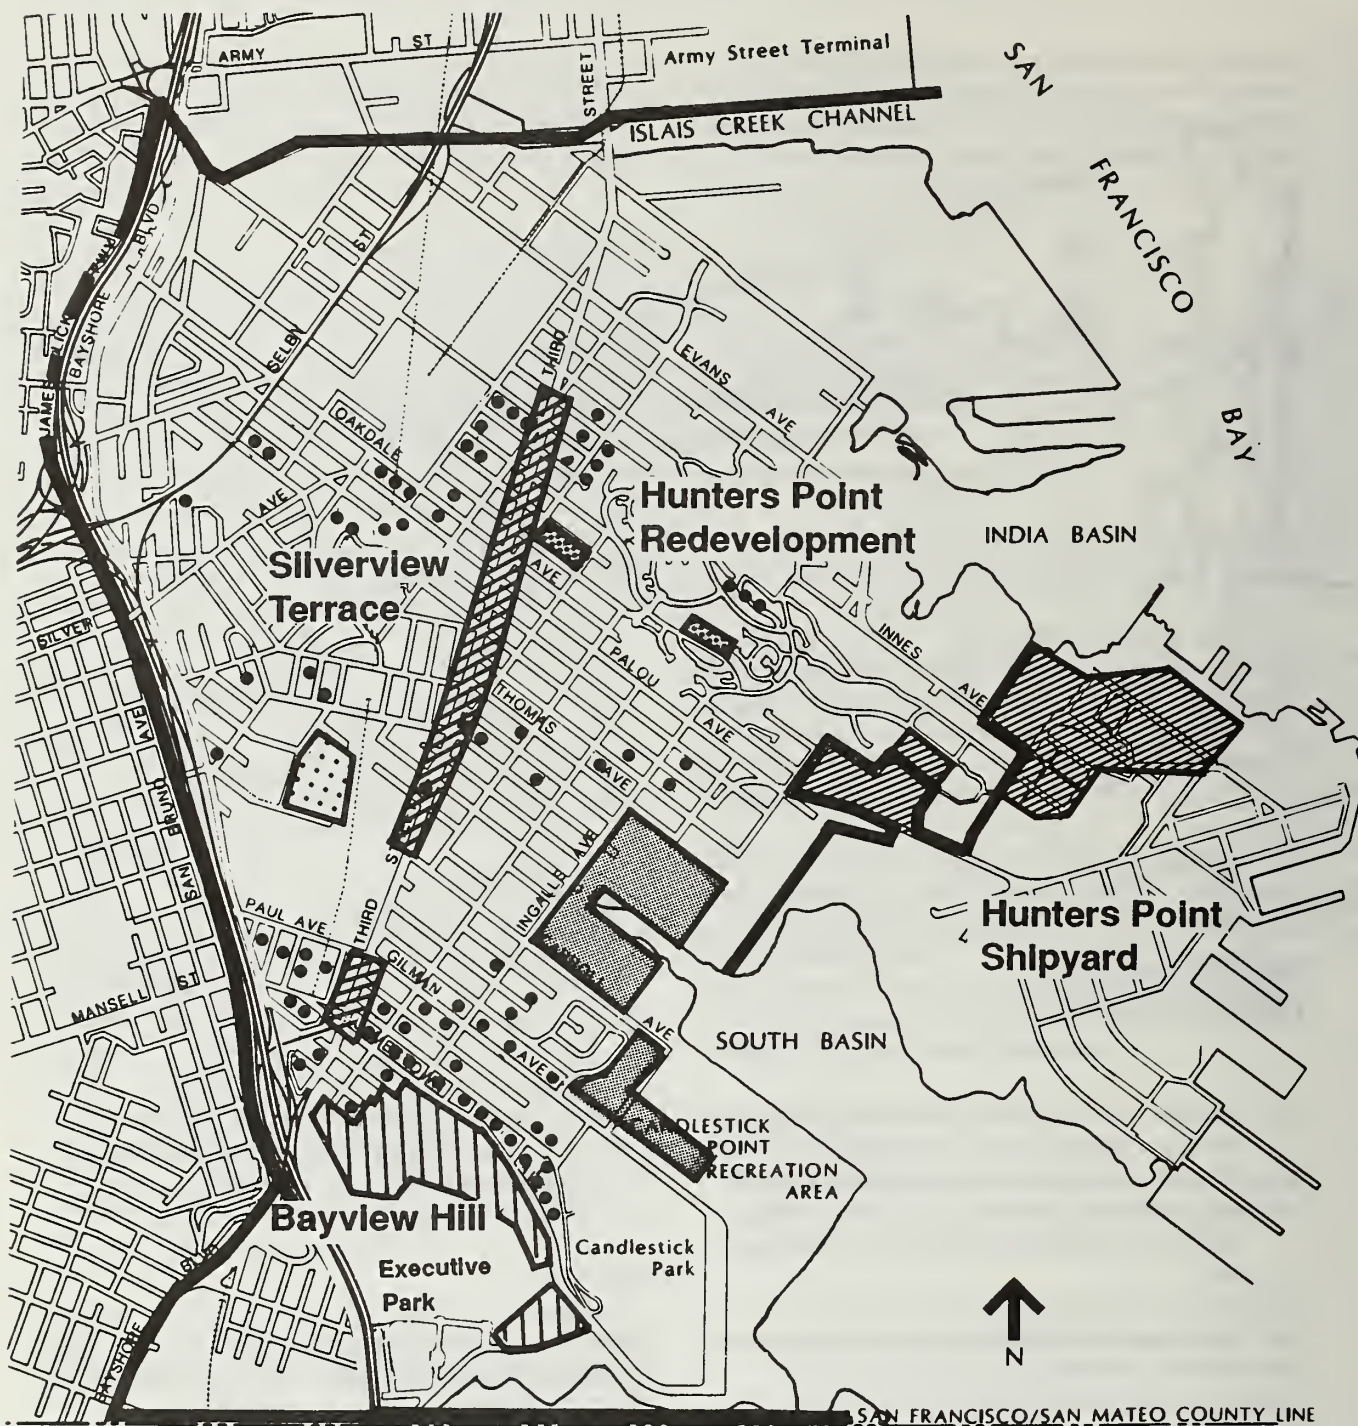 ARMY ST
STREET
Army Street Terminal
SAN
FRANCISCO
BAY
ISLAIS CREEK CHANNEL
BLVD
FWY
ST
BAYSHORE
JAMES LICK
SELBY
THIRD
EVANS
AVE
OAKDALE
AVE
Hunters Point
Redevelopment
INDIA BASIN
Silverview
Terrace
AVE
SILVER
INNES
AVE
PALOU
AVE
THOMAS
AVE
AVE
BRUNO
SAN
INGALLS AVE
S
PAUL AVE
THIRD
GILMAN
AVE
Hunters Point
Shipyard
MANSELL ST
AVE
SOUTH BASIN
POINT
RECREATION
AREA
Bayview Hill
BLVD
BAYSHORE
Executive
Park
Candlestick
Park
N
SAN FRANCISCO/SAN MATEO COUNTY LINE